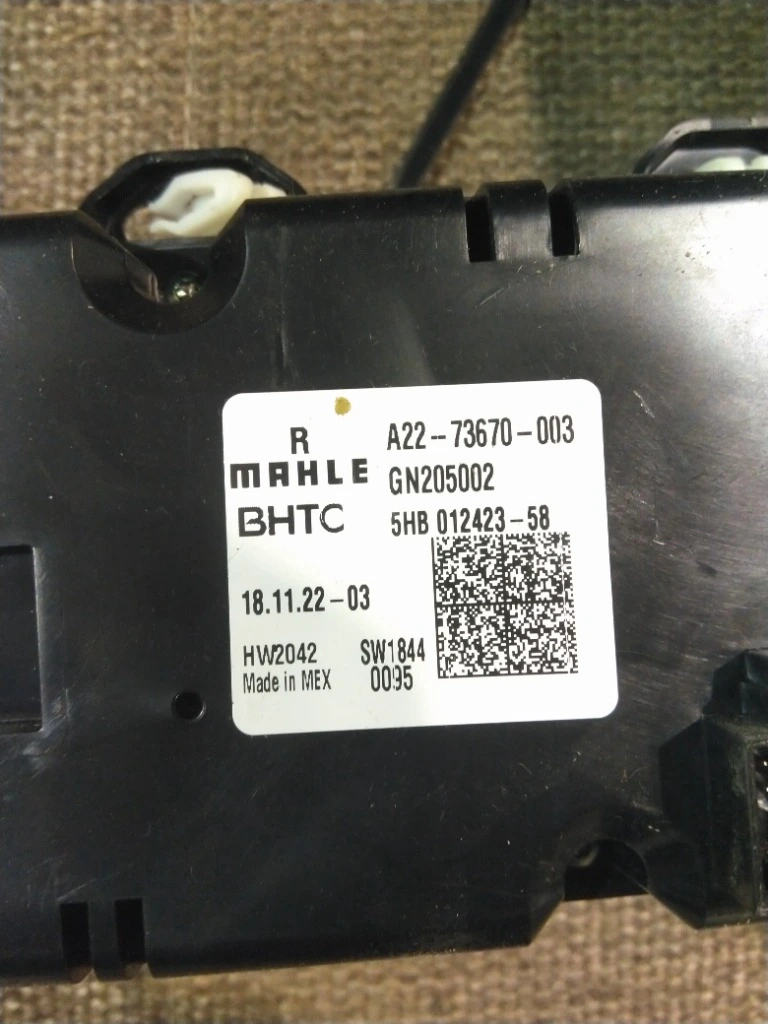 R
MAHLE
BHTC
A22-73670-003
GN205002
5HB 012423-58
18.11.22-03
HW2042 SW1844
Made in MEX 0095